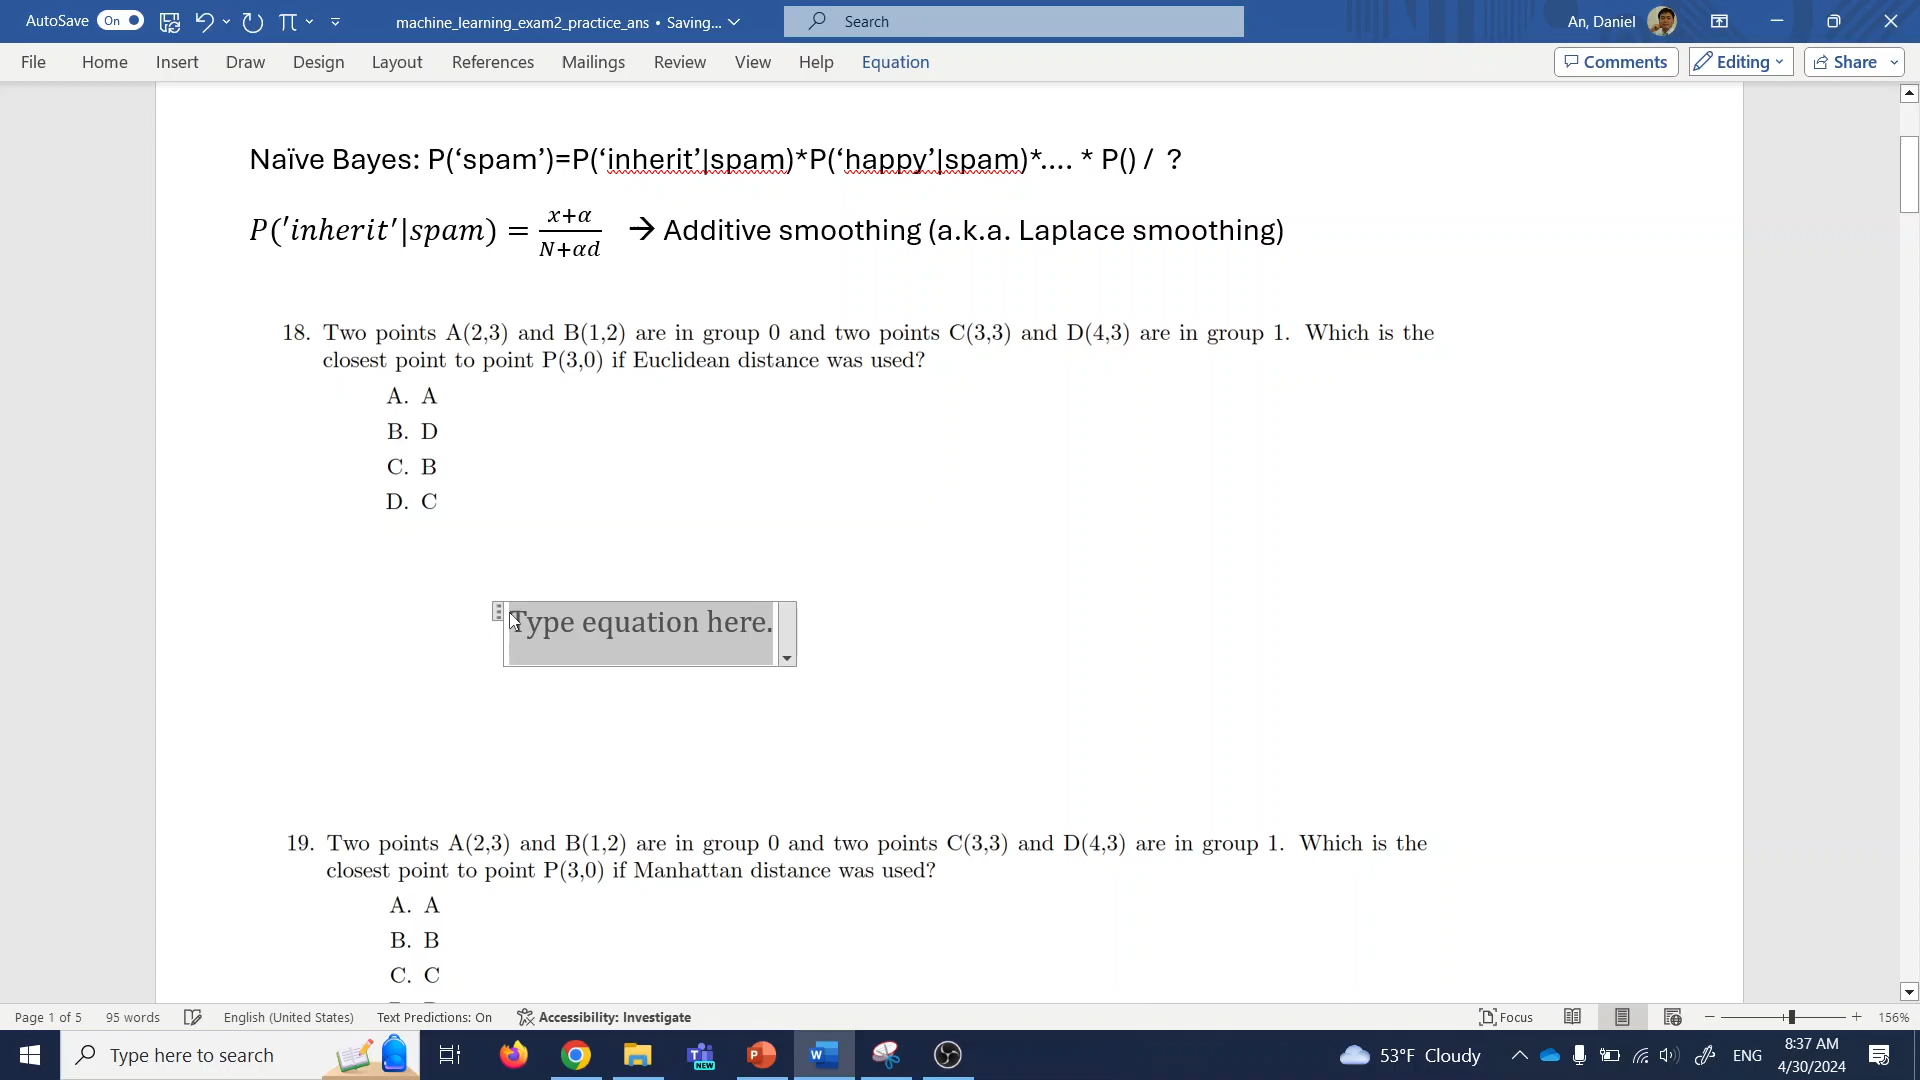 AutoSave On machine_learning_exam2_practice_ans • Saving... Search An, Daniel
File Home Insert Draw Design Layout References Mailings Review View Help Equation Comments Editing Share
Naïve Bayes: P(‘spam’)=P(‘inherit’|spam)*P(‘happy’|spam)*.... * P() / ?
P('inherit'|spam) = x+α / N+αd → Additive smoothing (a.k.a. Laplace smoothing)
18. Two points A(2,3) and B(1,2) are in group 0 and two points C(3,3) and D(4,3) are in group 1. Which is the
closest point to point P(3,0) if Euclidean distance was used?
A. A
B. D
C. B
D. C
Type equation here.
19. Two points A(2,3) and B(1,2) are in group 0 and two points C(3,3) and D(4,3) are in group 1. Which is the
closest point to point P(3,0) if Manhattan distance was used?
A. A
B. B
C. C
Page 1 of 5 95 words English (United States) Text Predictions: On Accessibility: Investigate Focus 156%
Type here to search NEW 53°F Cloudy ENG 8:37 AM
4/30/2024